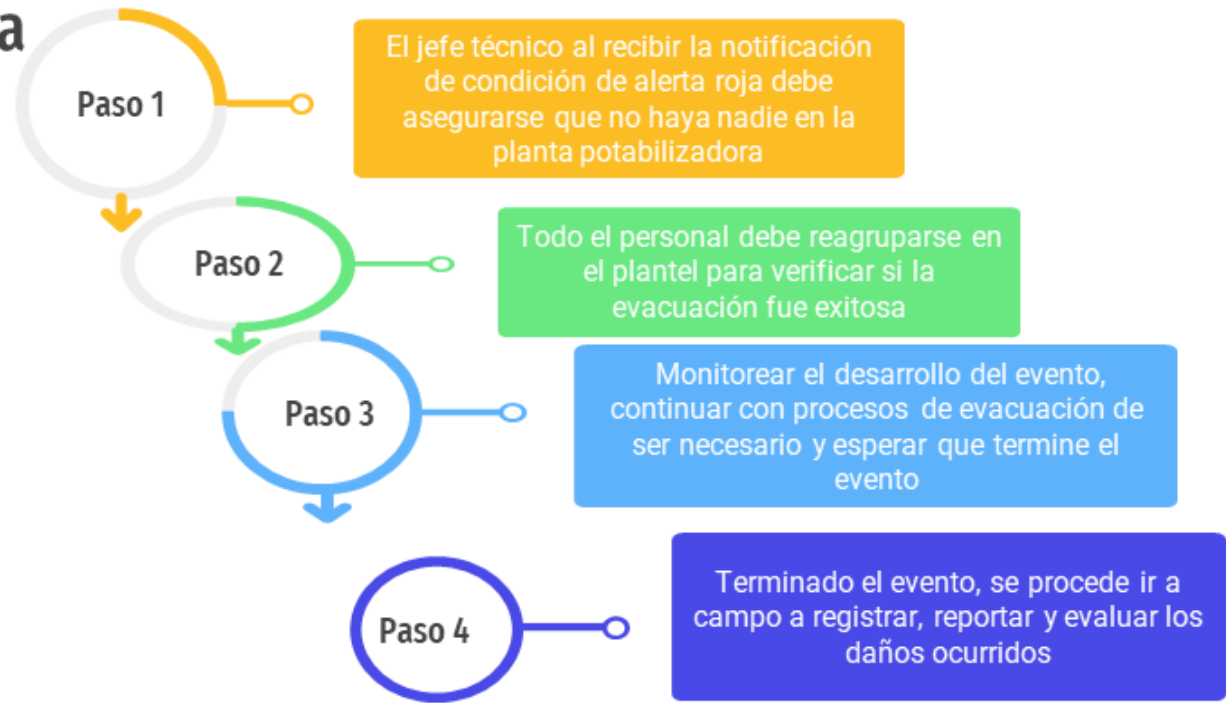 a
Paso 1
El jefe técnico al recibir la notificación
de condición de alerta roja debe
asegurarse que no haya nadie en la
planta potabilizadora
Paso 2
Todo el personal debe reagruparse en
el plantel para verificar si la
evacuación fue exitosa
Paso 3
Monitorear el desarrollo del evento,
continuar con procesos de evacuación de
ser necesario y esperar que termine el
evento
Paso 4
Terminado el evento, se procede ir a
campo a registrar, reportar y evaluar los
daños ocurridos